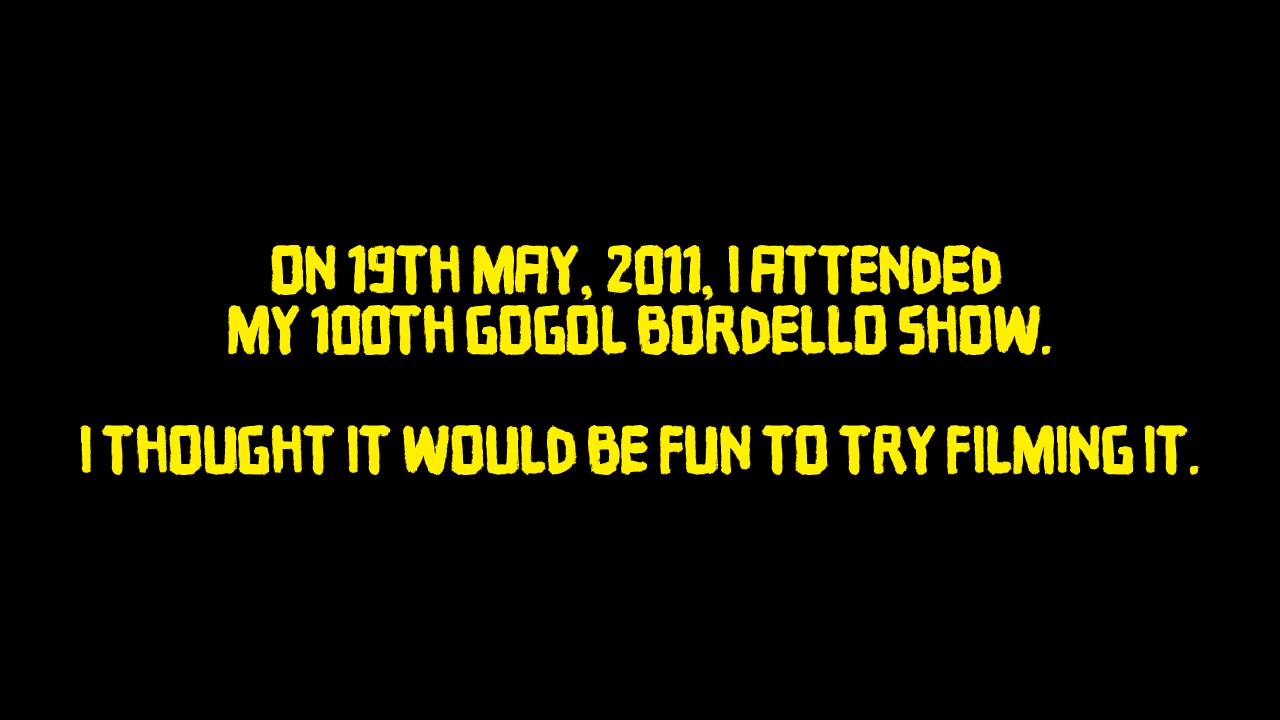 ON 19TH MAY, 2011, I ATTENDED
MY 100TH GOGOL BORDELLO SHOW.
I THOUGHT IT WOULD BE FUN TO TRY FILMING IT.